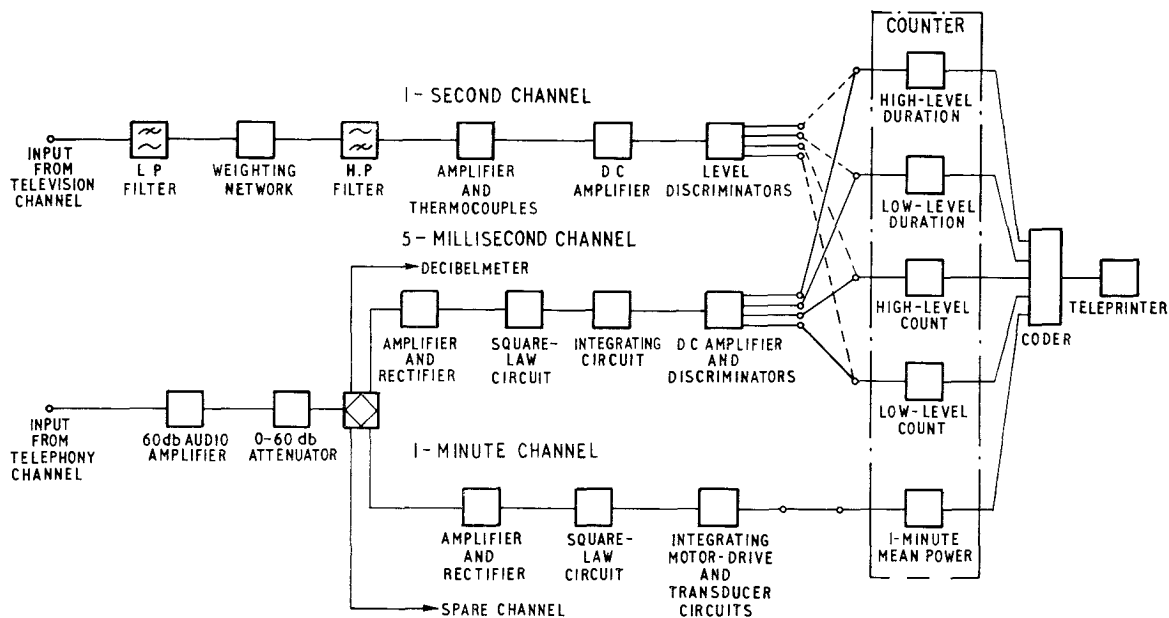 COUNTER
HIGH-LEVEL
DURATION
1-SECOND CHANNEL
INPUT
FROM
TELEVISION
CHANNEL
L P
FILTER
WEIGHTING
NETWORK
H.P
FILTER
AMPLIFIER
AND
THERMOCOUPLES
D C
AMPLIFIER
LEVEL
DISCRIMINATORS
LOW-LEVEL
DURATION
5-MILLISECOND CHANNEL
DECIBELMETER
AMPLIFIER
AND
RECTIFIER
SQUARE-
LAW
CIRCUIT
INTEGRATING
CIRCUIT
DC AMPLIFIER
AND
DISCRIMINATORS
HIGH-LEVEL
COUNT
CODER
TELEPRINTER
LOW-LEVEL
COUNT
INPUT
FROM
TELEPHONY
CHANNEL
60db AUDIO
AMPLIFIER
0-60 db
ATTENUATOR
1-MINUTE CHANNEL
AMPLIFIER
AND
RECTIFIER
SQUARE-
LAW
CIRCUIT
INTEGRATING
MOTOR-DRIVE
AND
TRANSDUCER
CIRCUITS
1-MINUTE
MEAN POWER
SPARE CHANNEL